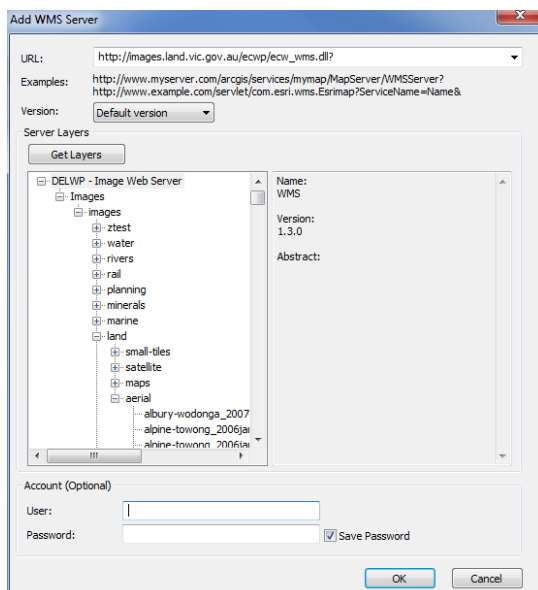 Add WMS Server
URL: http://images.land.vic.gov.au/ecwp/ecw_wms.dll?
Examples: http://www.myserver.com/arcgis/services/mymap/MapServer/WMSServer?
http://www.example.com/servlet/com.esri.wms.Esrimap?ServiceName=Name&
Version: Default version
Server Layers
Get Layers
DELWP - Image Web Server
Images
images
ztest
water
rivers
rail
planning
minerals
marine
land
small-tiles
satellite
maps
aerial
albury-wodonga_2007
alpine-towong_2006jan
alpine-towong_2006jan
Name:
WMS
Version:
1.3.0
Abstract:
Account (Optional)
User:
Password:
Save Password
OK
Cancel